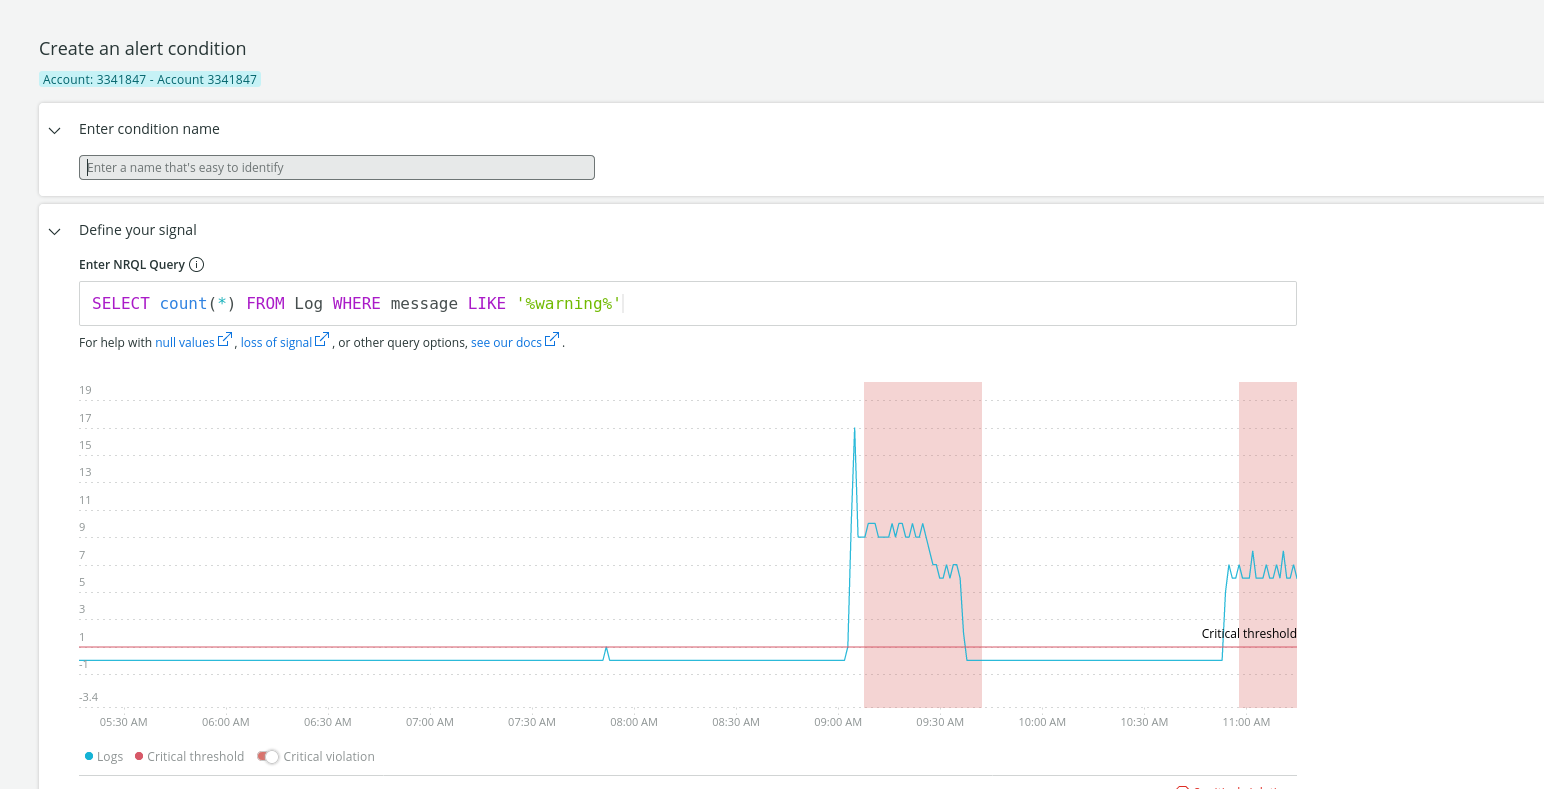 Create an alert condition
Account: 3341847 - Account 3341847
Enter condition name
Enter a name that's easy to identify
Define your signal
Enter NRQL Query
SELECT count(*) FROM Log WHERE message LIKE '%warning%'
For help with null values , loss of signal , or other query options, see our docs .
19
17
15
13
11
9
7
5
3
1
Critical threshold
-1
-3.4
05:30 AM 06:00 AM 06:30 AM 07:00 AM 07:30 AM 08:00 AM 08:30 AM 09:00 AM 09:30 AM 10:00 AM 10:30 AM 11:00 AM
Logs Critical threshold Critical violation